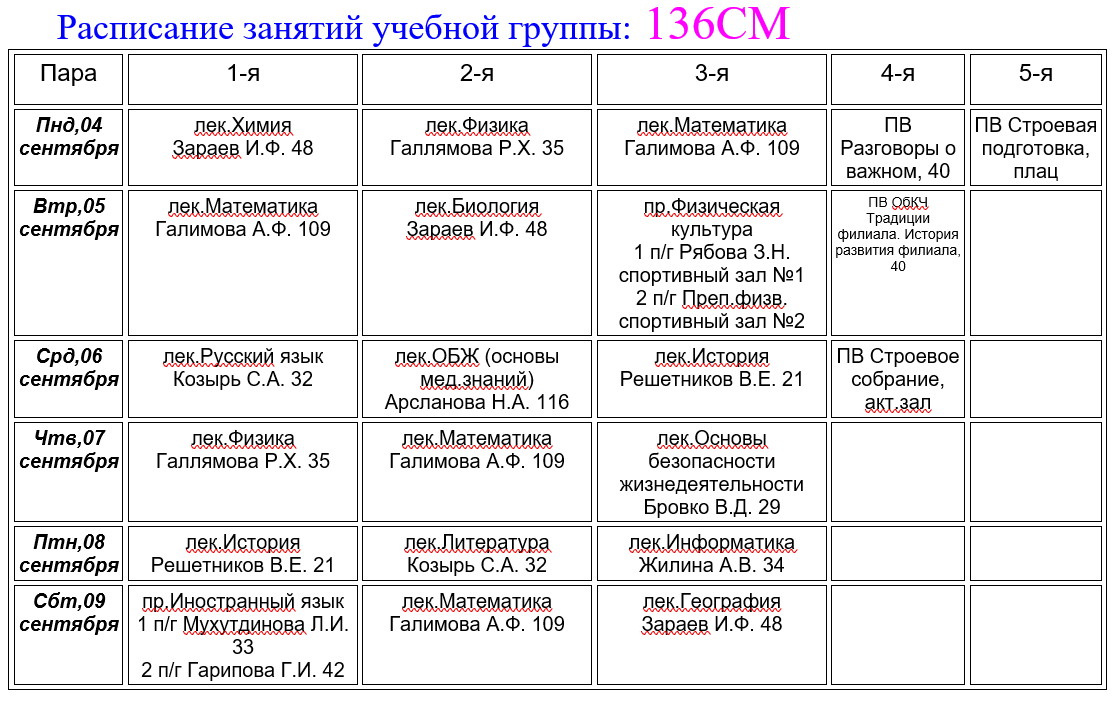 Расписание занятий учебной группы: 136СМ
Пара
1-я
2-я
3-я
4-я
5-я
Пнд,04
сентября
лек.Химия
Зараев И.Ф. 48
лек.Физика
Галлямова Р.Х. 35
лек.Математика
Галимова А.Ф. 109
ПВ
Разговоры о
важном, 40
ПВ Строевая
подготовка,
плац
Втр,05
сентября
лек.Математика
Галимова А.Ф. 109
лек.Биология
Зараев И.Ф. 48
пр.Физическая
культура
1 п/г Рябова З.Н.
спортивный зал №1
2 п/г Преп.физв.
спортивный зал №2
ПВ ОбКЧ
Традиции
филиала. История
развития филиала,
40
Срд,06
сентября
лек.Русский язык
Козырь С.А. 32
лек.ОБЖ (основы
мед.знаний)
Арсланова Н.А. 116
лек.История
Решетников В.Е. 21
ПВ Строевое
собрание,
акт.зал
Чтв,07
сентября
лек.Физика
Галлямова Р.Х. 35
лек.Математика
Галимова А.Ф. 109
лек.Основы
безопасности
жизнедеятельности
Бровко В.Д. 29
Птн,08
сентября
лек.История
Решетников В.Е. 21
лек.Литература
Козырь С.А. 32
лек.Информатика
Жилина А.В. 34
Сбт,09
сентября
пр.Иностранный язык
1 п/г Мухутдинова Л.И.
33
2 п/г Гарипова Г.И. 42
лек.Математика
Галимова А.Ф. 109
лек.География
Зараев И.Ф. 48